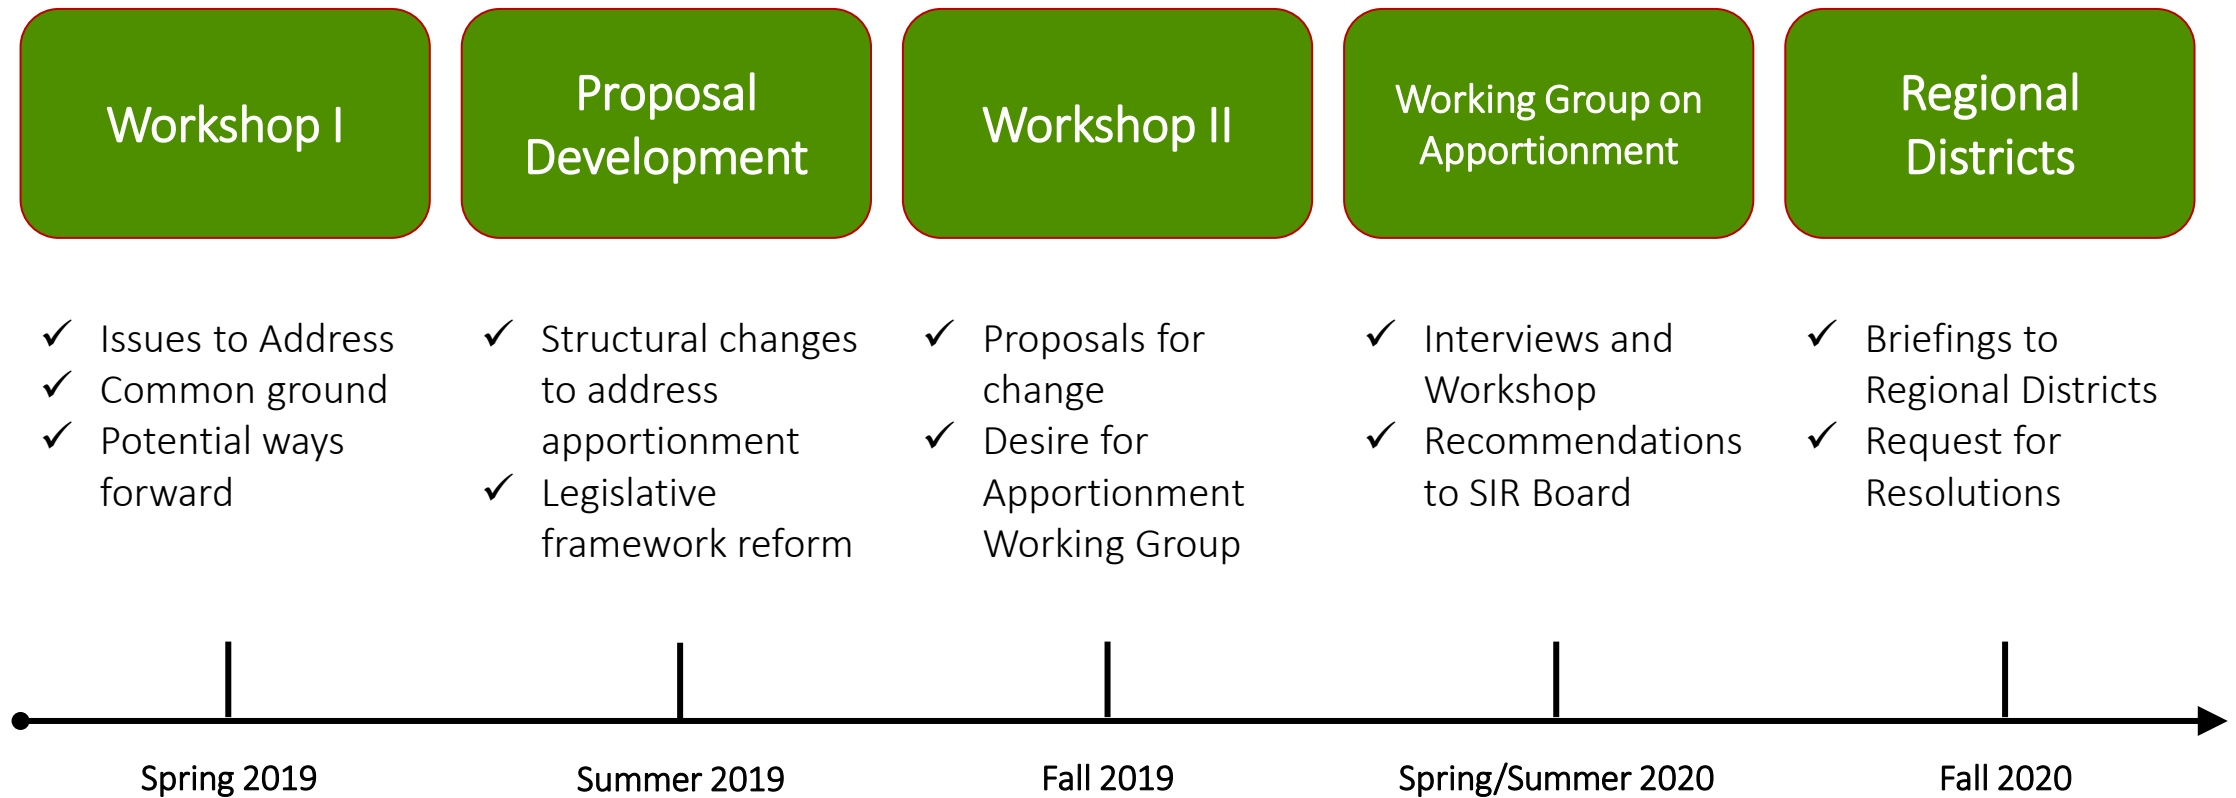 Workshop I
Proposal
Development
Workshop II
Working Group on
Apportionment
Regional
Districts
✓ Issues to Address
✓ Common ground
✓ Potential ways
forward
✓ Structural changes
to address
apportionment
✓ Legislative
framework reform
✓ Proposals for
change
✓ Desire for
Apportionment
Working Group
✓ Interviews and
Workshop
✓ Recommendations
to SIR Board
✓ Briefings to
Regional Districts
✓ Request for
Resolutions
Spring 2019
Summer 2019
Fall 2019
Spring/Summer 2020
Fall 2020